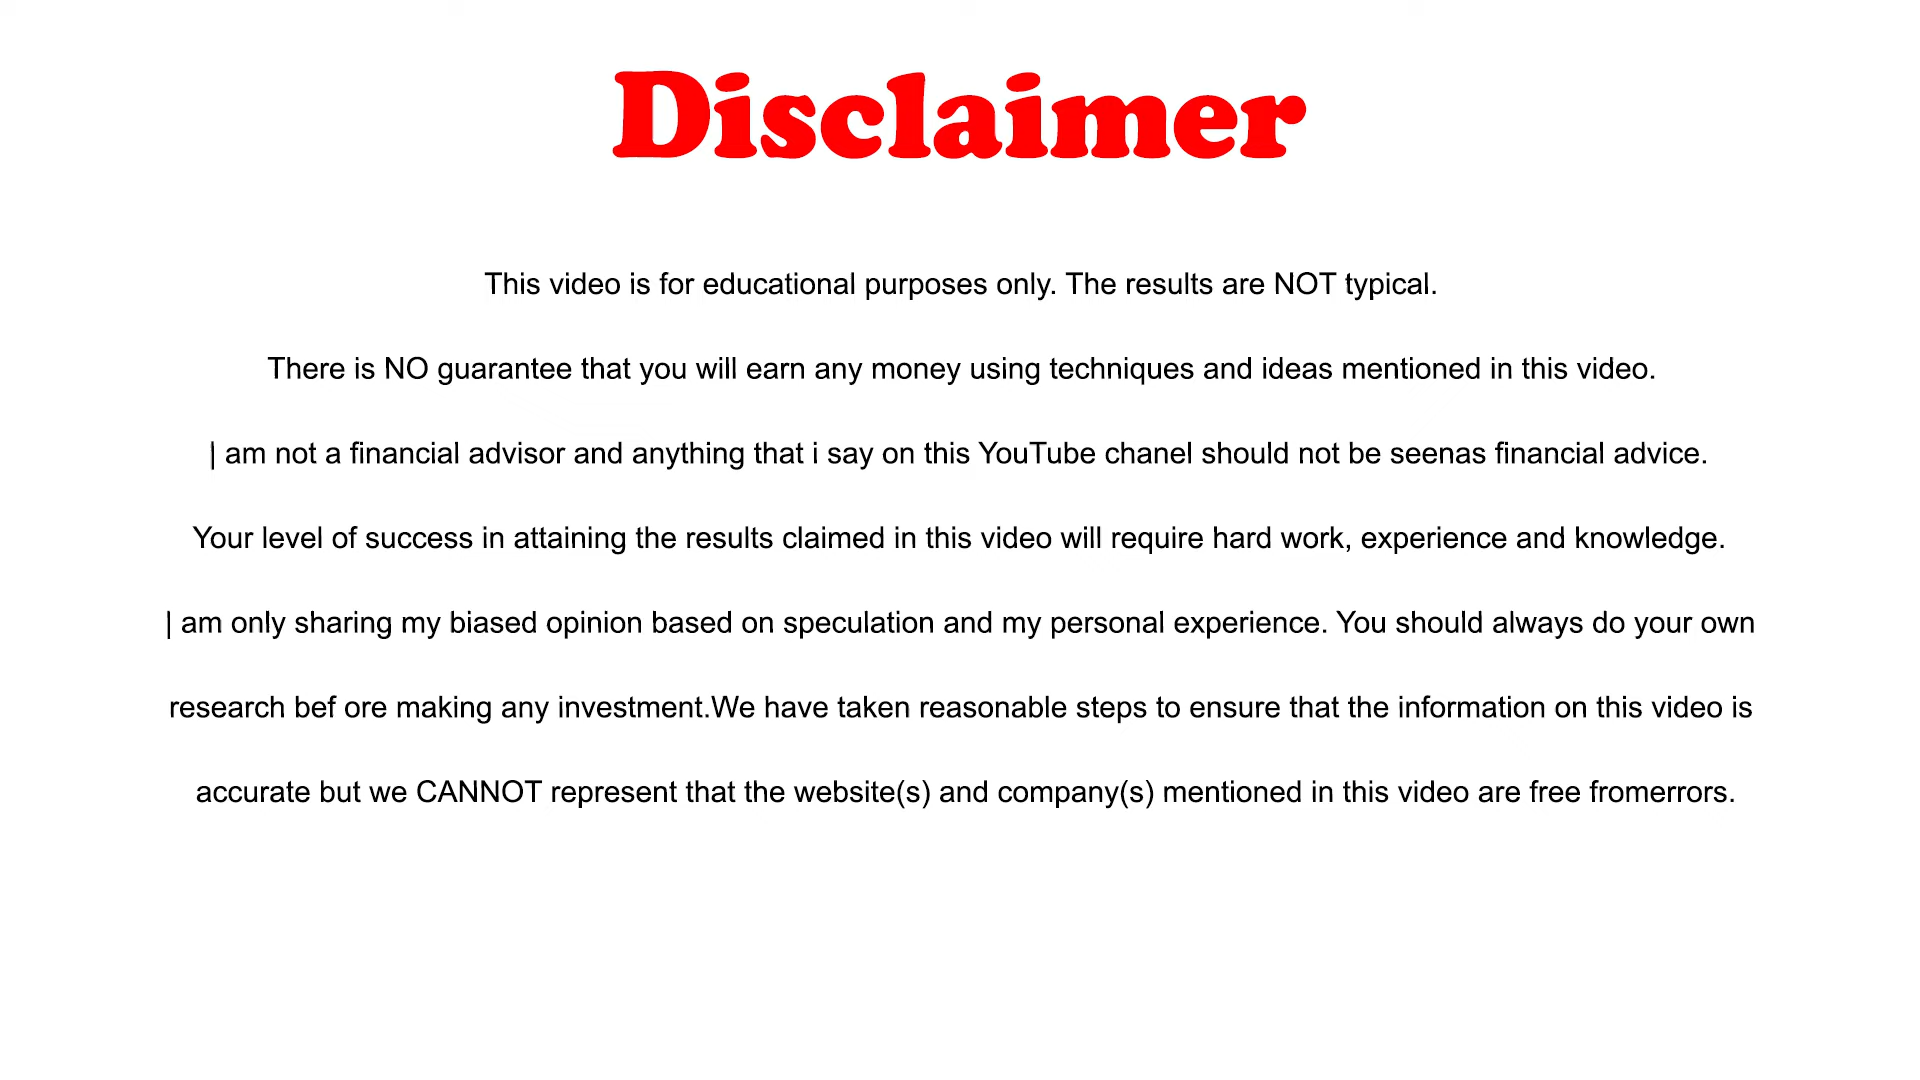 Disclaimer
This video is for educational purposes only. The results are NOT typical.
There is NO guarantee that you will earn any money using techniques and ideas mentioned in this video.
| am not a financial advisor and anything that i say on this YouTube chanel should not be seenas financial advice.
Your level of success in attaining the results claimed in this video will require hard work, experience and knowledge.
| am only sharing my biased opinion based on speculation and my personal experience. You should always do your own
research bef ore making any investment.We have taken reasonable steps to ensure that the information on this video is
accurate but we CANNOT represent that the website(s) and company(s) mentioned in this video are free fromerrors.